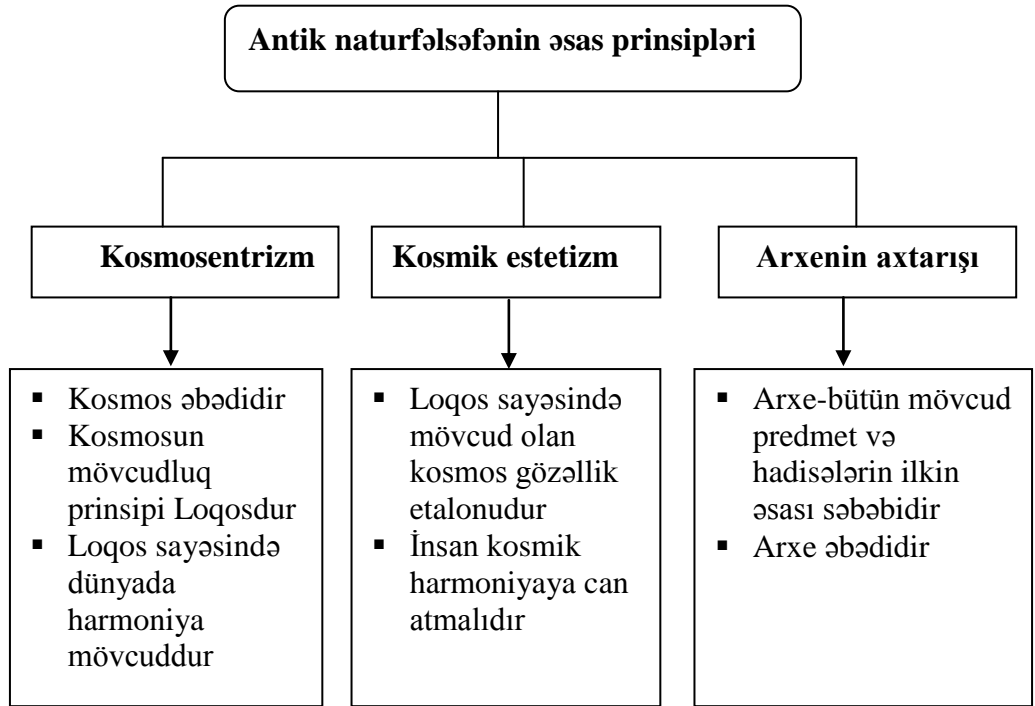 Antik naturfəlsəfənin əsas prinsipləri
Kosmosentrizm
Kosmik estetizm
Arxenin axtarışı
▪ Kosmos əbədidir
▪ Kosmosun
mövcudluq
prinsipi Loqosdur
▪ Loqos sayəsində
dünyada
harmoniya
mövcuddur
▪ Loqos sayəsində
mövcud olan
kosmos gözəllik
etalonudur
▪ İnsan kosmik
harmoniyaya can
atmalıdır
▪ Arxe-bütün mövcud
predmet və
hadisələrin ilkin
əsası səbəbidir
▪ Arxe əbədidir